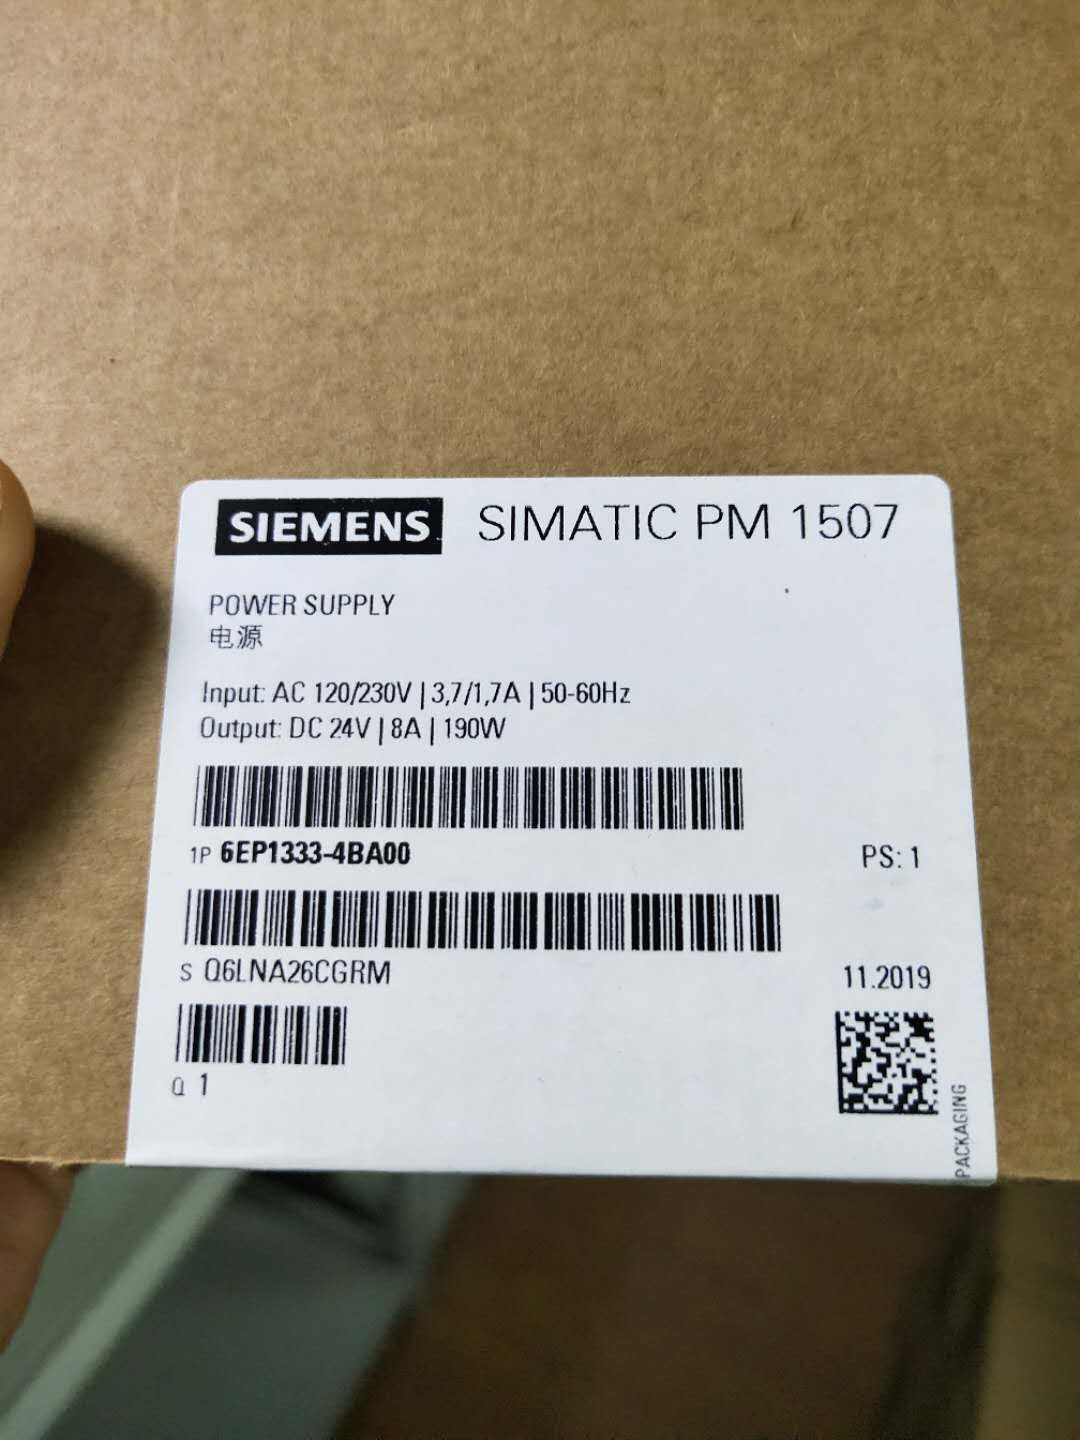 SIEMENS SIMATIC PM 1507
POWER SUPPLY
电源
Input: AC 120/230V | 3,7/1,7A | 50-60Hz
Output: DC 24V | 8A | 190W
1P 6EP1333-4BA00 PS: 1
S Q6LNA26CGRM 11.2019
Q 1
PACKAGING